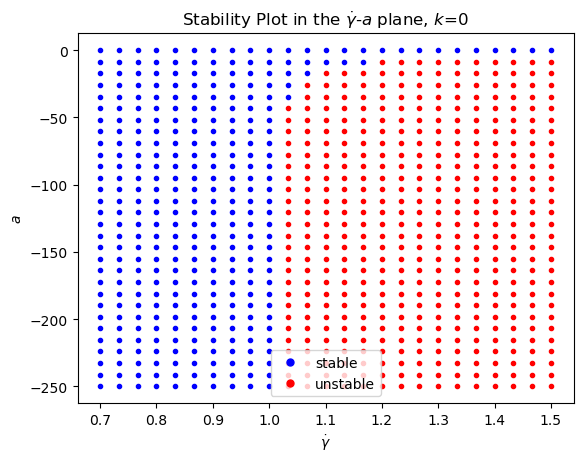 Stability Plot in the γ̇-a plane, k=0
0
−50
−100
−150
−200
−250
a
stable
unstable
0.7 0.8 0.9 1.0 1.1 1.2 1.3 1.4 1.5
γ̇